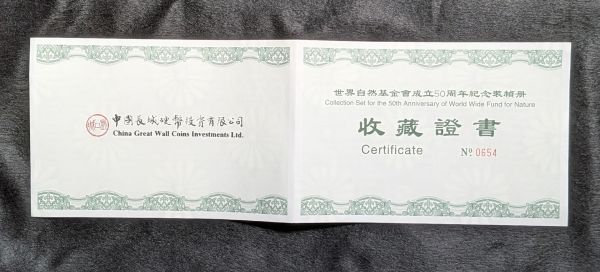 中國長城硬幣投資有限公司
China Great Wall Coins Investments Ltd.
世界自然基金會成立50周年紀念裝幀册
Collection Set for the 50th Anniversary of World Wide Fund for Nature
收藏證書
Certificate
№ 0654